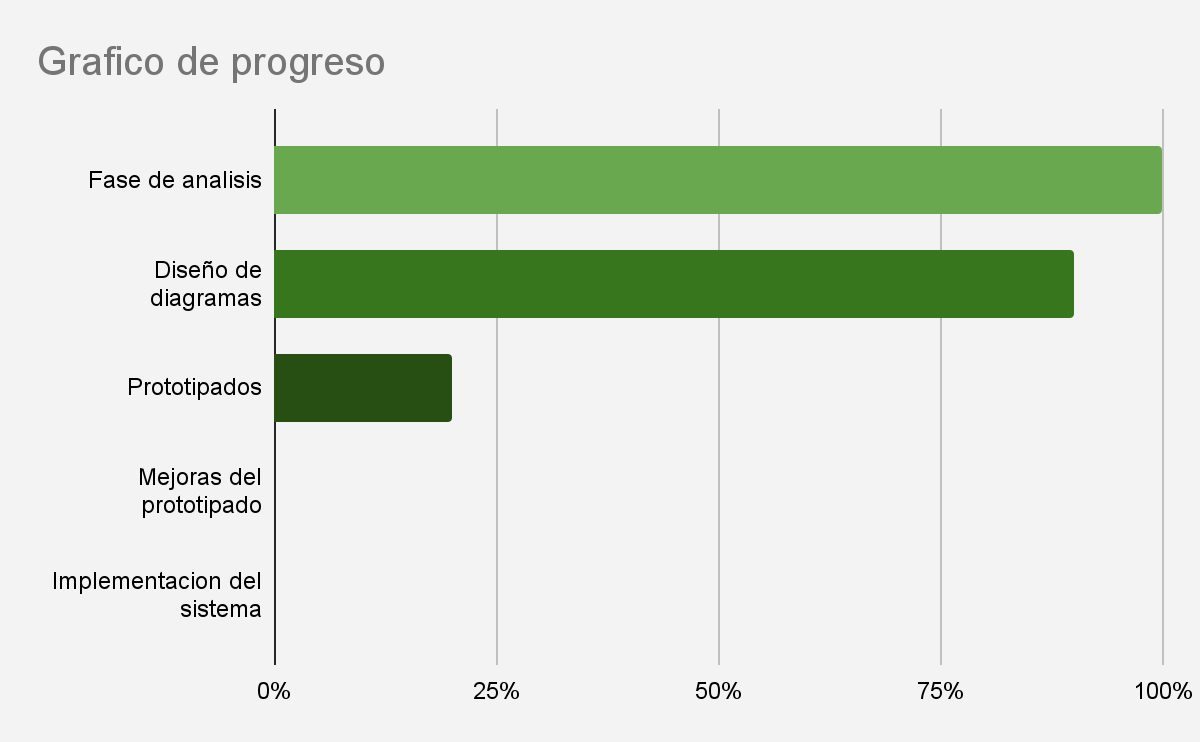 Grafico de progreso
Fase de analisis
Diseño de
diagramas
Prototipados
Mejoras del
prototipado
Implementacion del
sistema
0%
25%
50%
75%
100%